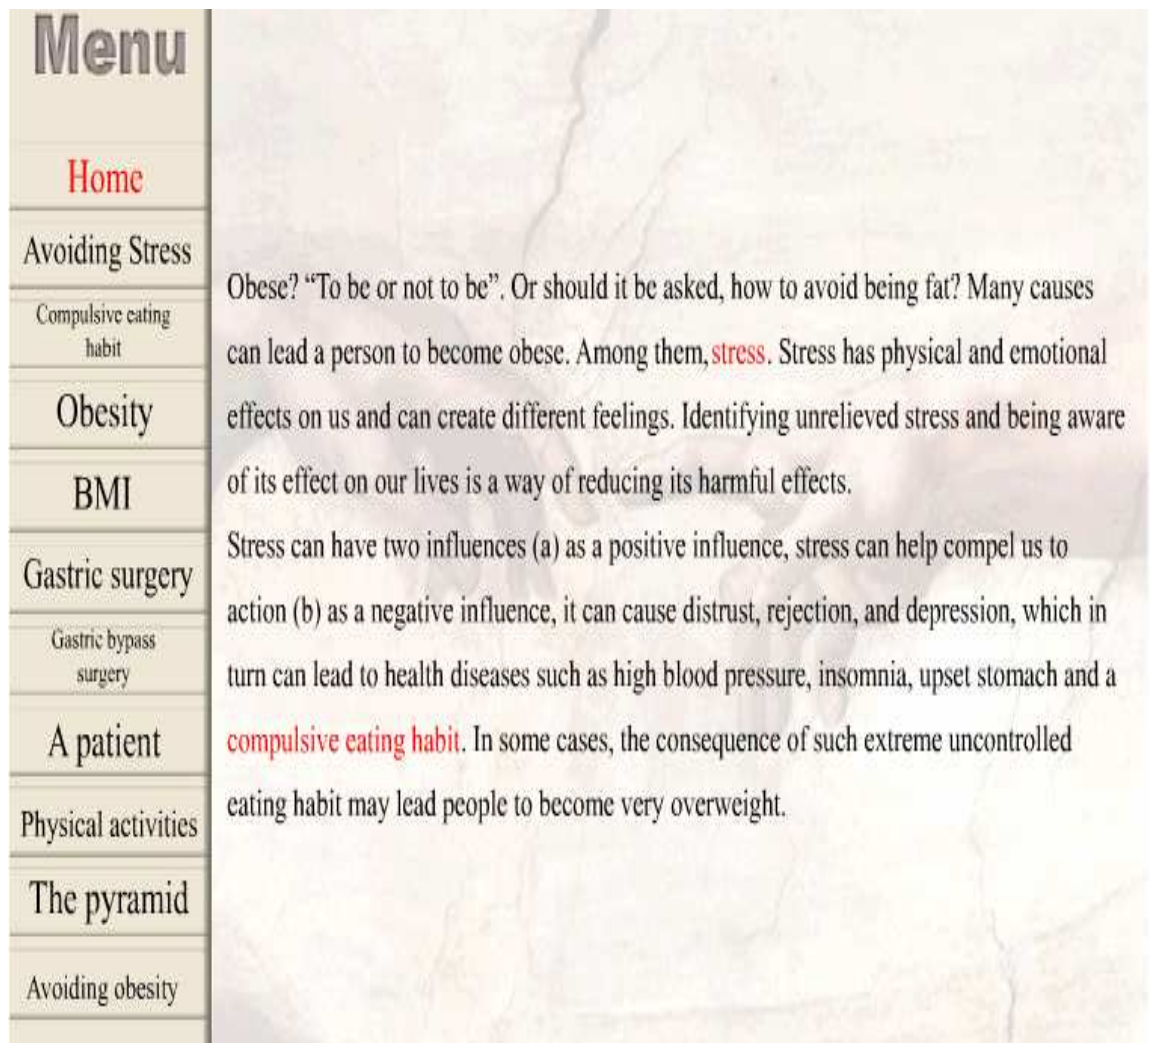 Menu
Home
Avoiding Stress
Compulsive eating
habit
Obesity
BMI
Gastric surgery
Gastric bypass
surgery
A patient
Physical activities
The pyramid
Avoiding obesity
Obese? “To be or not to be”. Or should it be asked, how to avoid being fat? Many causes
can lead a person to become obese. Among them, stress. Stress has physical and emotional
effects on us and can create different feelings. Identifying unrelieved stress and being aware
of its effect on our lives is a way of reducing its harmful effects.
Stress can have two influences (a) as a positive influence, stress can help compel us to
action (b) as a negative influence, it can cause distrust, rejection, and depression, which in
turn can lead to health diseases such as high blood pressure, insomnia, upset stomach and a
compulsive eating habit. In some cases, the consequence of such extreme uncontrolled
eating habit may lead people to become very overweight.